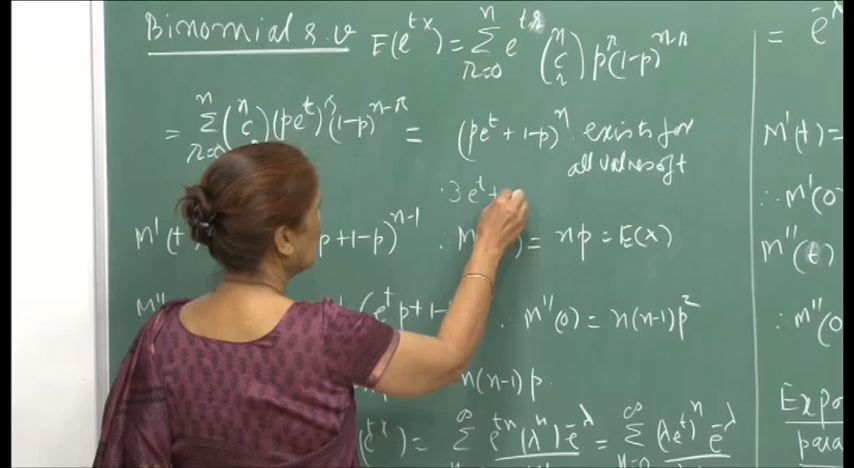 Binomial r.v E(e^{tx}) = Σ_{r=0}^{n} e^{tr} (n c r) p^r (1-p)^{n-r}
= Σ_{r=0}^{n} (n c r) (pe^t)^r (1-p)^{n-r} = (pe^t + 1-p)^n exists for
all values of t
.3e^t +
M'(t p+1-p)^{n-1} ∴ M ) = np = E(x)
M'' (e^t p+1- ∴ M''(0) = n(n-1)p^2
n(n-1)p
) = Σ^{∞} e^{tn} (λ^n) e^{-λ} = Σ_{n=0}^{∞} (λe^t)^n e^{-λ}
= e^{-λ}
M'(t) =
∴ M'(0
M''(t)
∴ M''(0
Expo
para